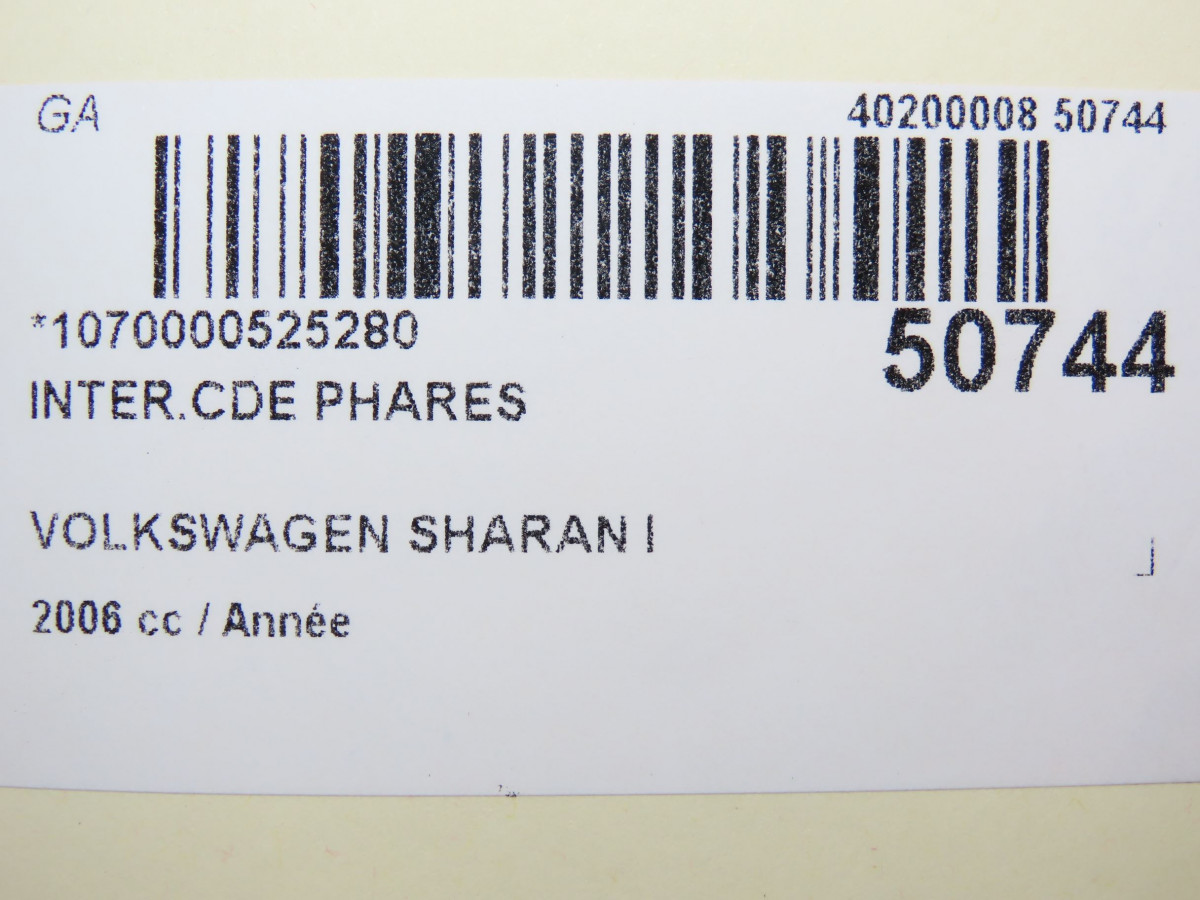 GA
40200008 50744
*1070000525280
50744
INTER.CDE PHARES
VOLKSWAGEN SHARAN I
2006 cc / Année